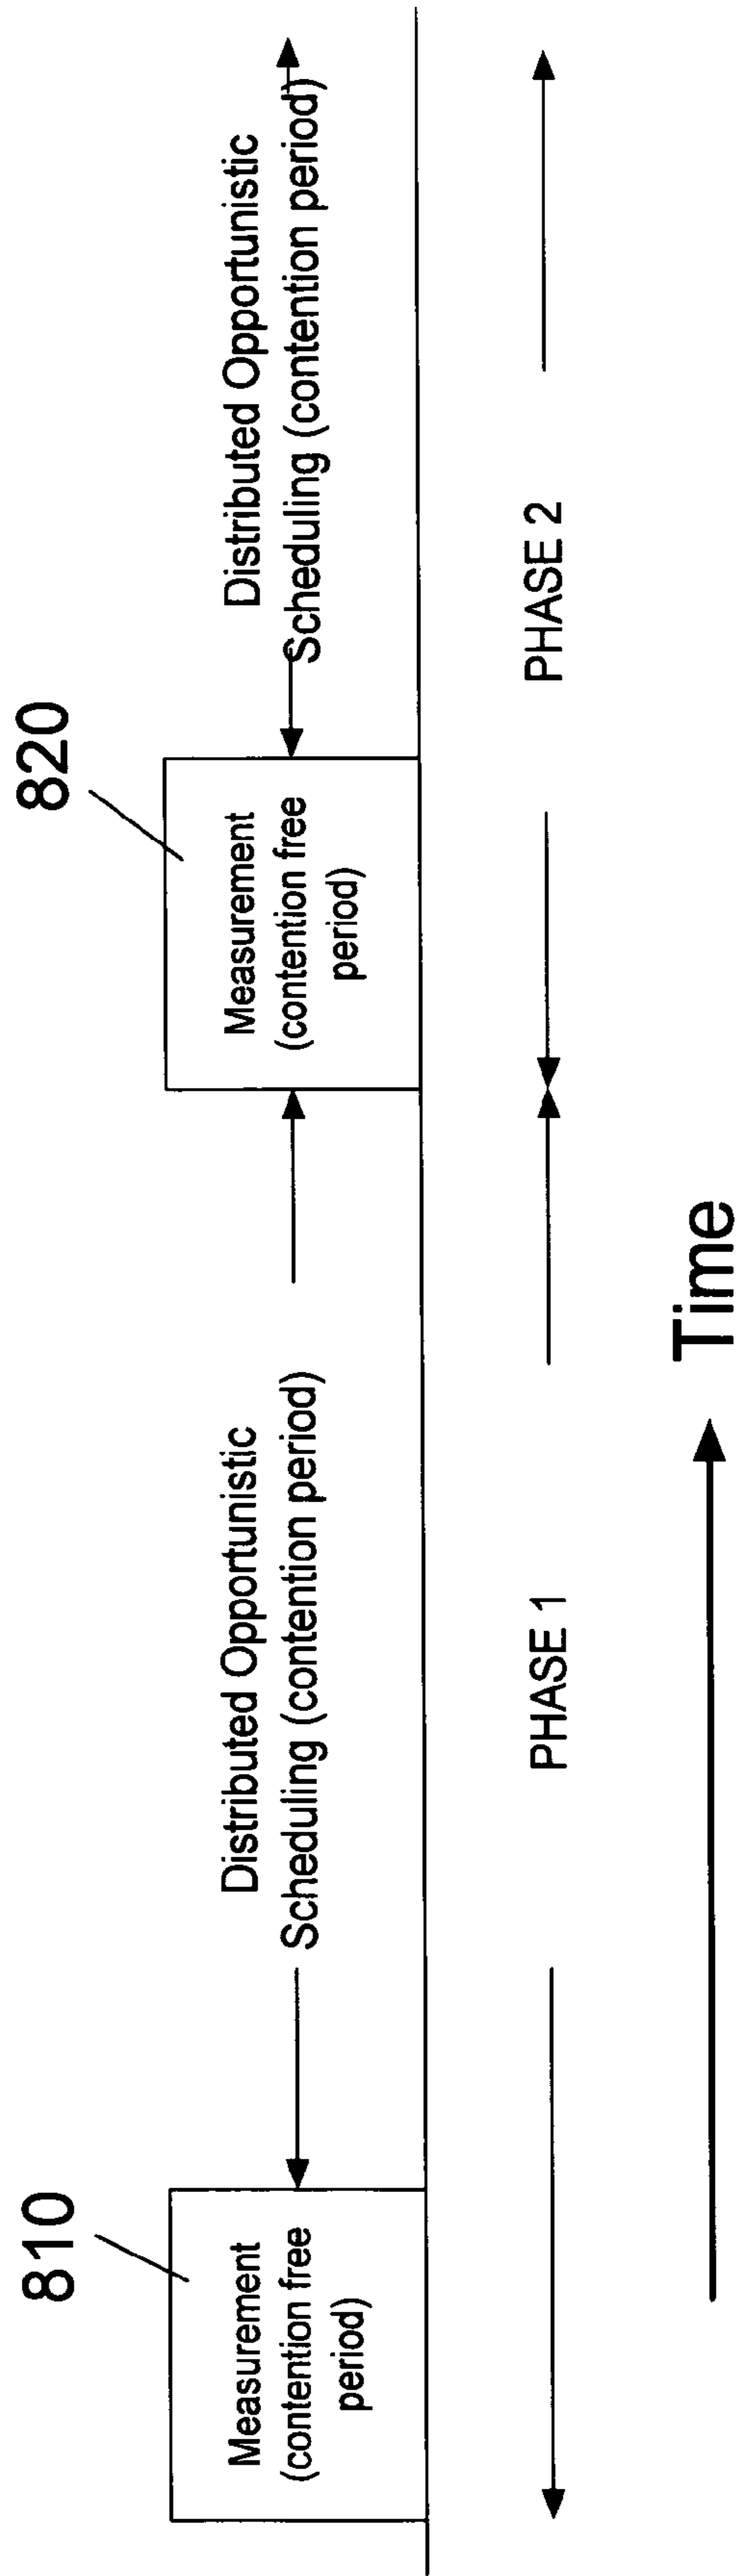 810
820
Measurement
(contention free
period)
Distributed Opportunistic
Scheduling (contention period)
Measurement
(contention free
period)
Distributed Opportunistic
Scheduling (contention period)
PHASE 1
PHASE 2
Time